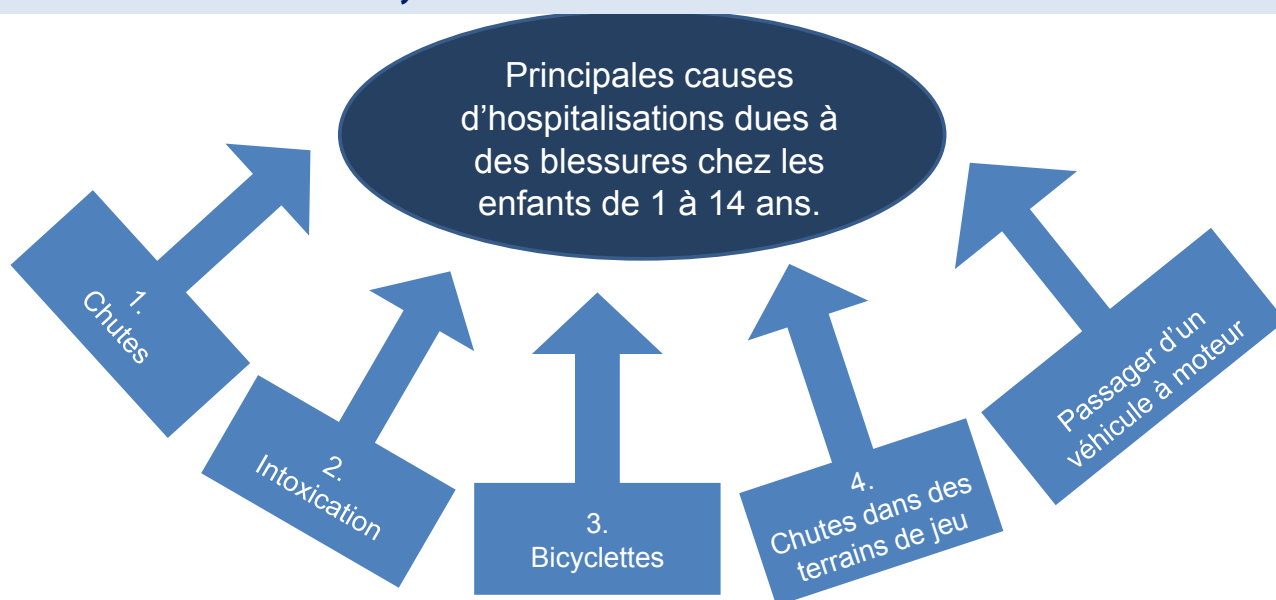 Principales causes
d’hospitalisations dues à
des blessures chez les
enfants de 1 à 14 ans.
1.
Chutes
2.
Intoxication
3.
Bicyclettes
4.
Chutes dans des
terrains de jeu
Passager d’un
véhicule à moteur